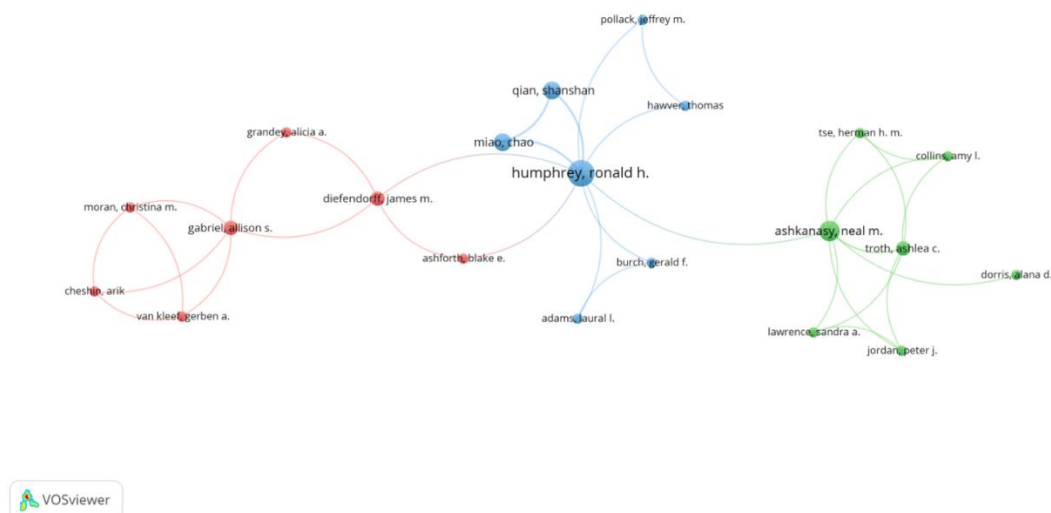 pollack, jeffrey m.
qian, shanshan
hawver, thomas
grandey, alicia a.
miao, chao
tse, herman h. m.
collins, amy l.
humphrey, ronald h.
diefendorff, james m.
moran, christina m.
gabriel, allison s.
ashkanasy, neal m.
troth, ashlea c.
ashforth, blake e.
burch, gerald f.
dorris, alana d.
cheshin, arik
van kleef, gerben a.
adams, laural l.
lawrence, sandra a.
jordan, peter j.
VOSviewer